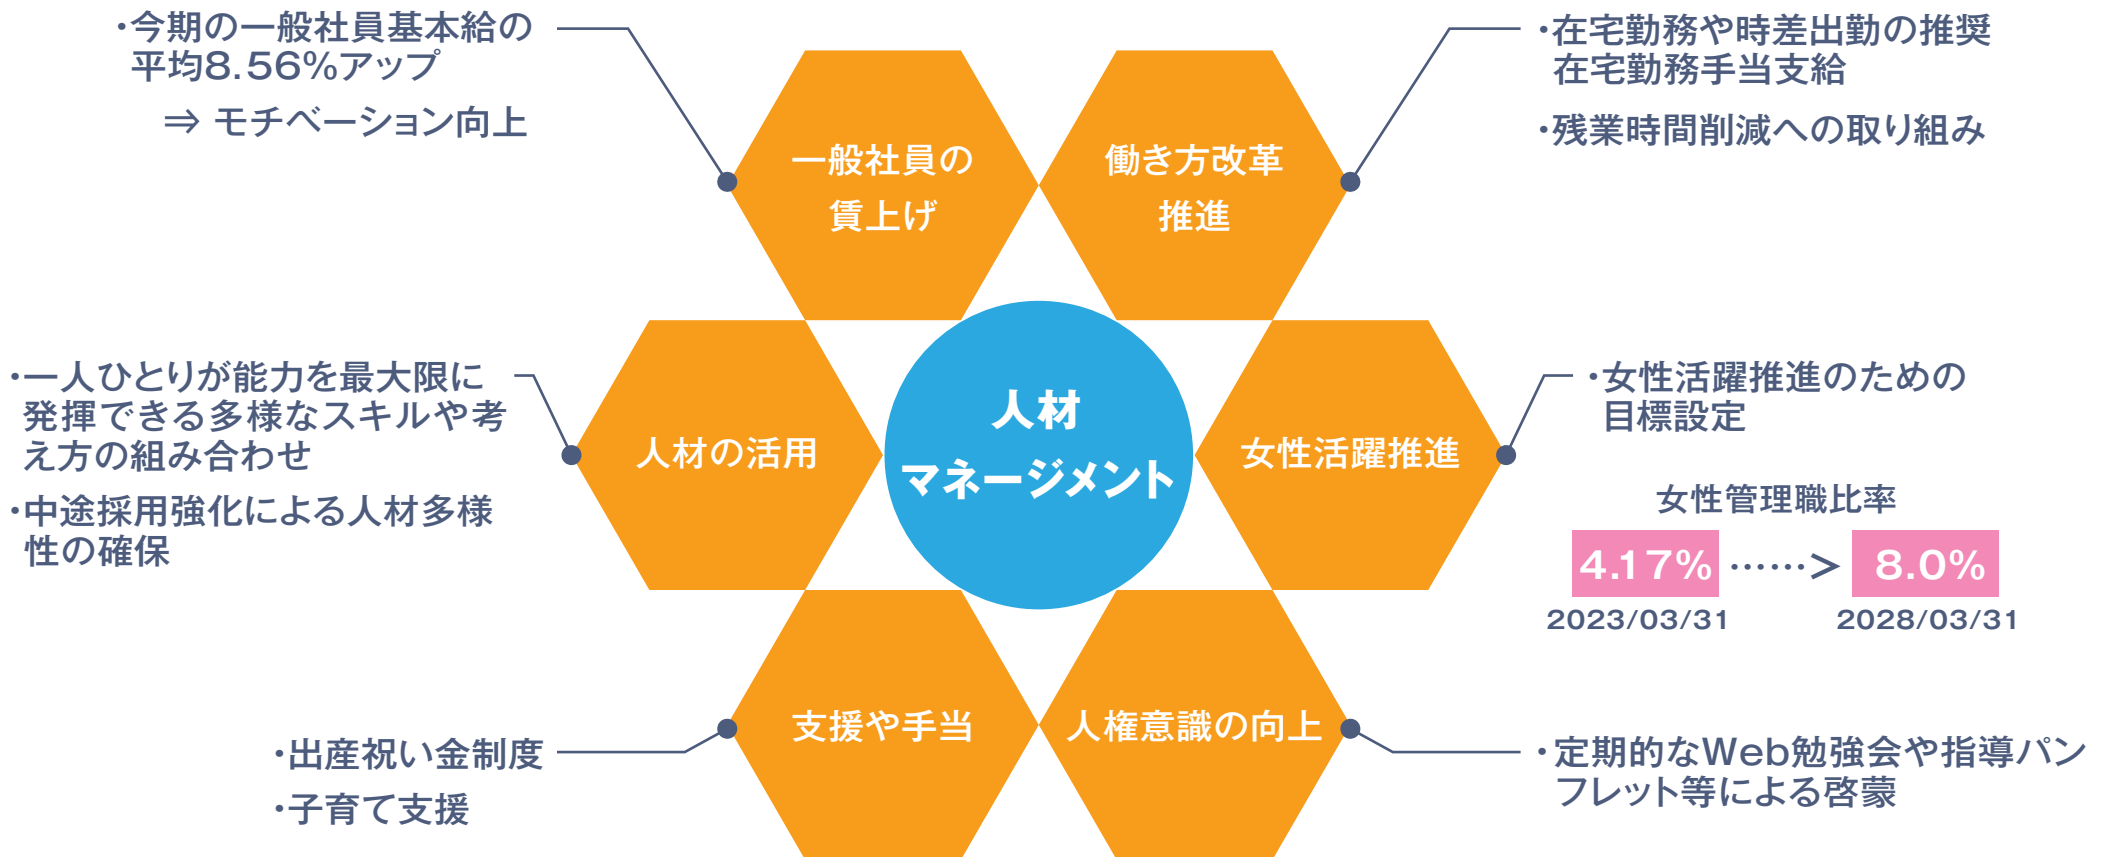 ・今期の一般社員基本給の
平均8.56%アップ
⇒ モチベーション向上
一般社員の
賃上げ
働き方改革
推進
・在宅勤務や時差出勤の推奨
在宅勤務手当支給
・残業時間削減への取り組み
・一人ひとりが能力を最大限に
発揮できる多様なスキルや考
え方の組み合わせ
・中途採用強化による人材多様
性の確保
人材の活用
人材
マネージメント
女性活躍推進
・女性活躍推進のための
目標設定
女性管理職比率
4.17% ……> 8.0%
2023/03/31 2028/03/31
・出産祝い金制度
・子育て支援
支援や手当
人権意識の向上
・定期的なWeb勉強会や指導パン
フレット等による啓蒙